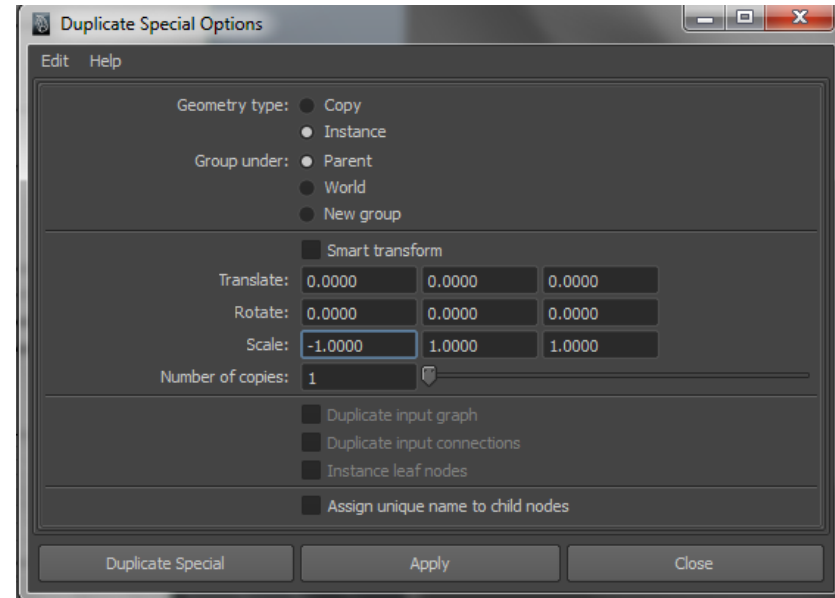 Duplicate Special Options
Edit Help
Geometry type: Copy
Instance
Group under: Parent
World
New group
Smart transform
Translate: 0.0000 0.0000 0.0000
Rotate: 0.0000 0.0000 0.0000
Scale: -1.0000 1.0000 1.0000
Number of copies: 1
Duplicate input graph
Duplicate input connections
Instance leaf nodes
Assign unique name to child nodes
Duplicate Special Apply Close